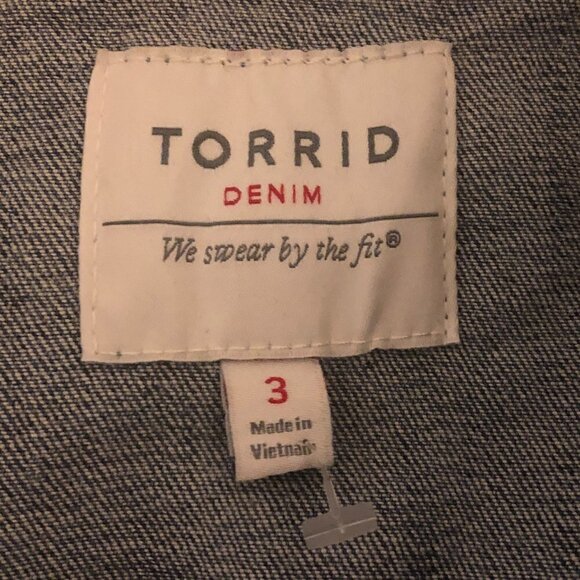 TORRID
DENIM
We swear by the fit®
3
Made in
Vietnam